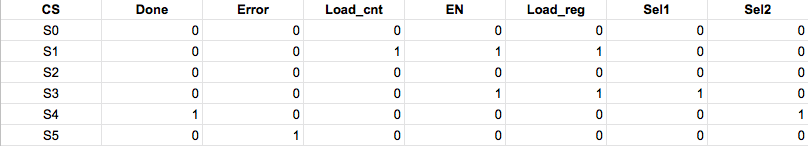 CS Done Error Load_cnt EN Load_reg Sel1 Sel2
S0 0 0 0 0 0 0 0
S1 0 0 1 1 1 0 0
S2 0 0 0 0 0 0 0
S3 0 0 0 1 1 1 0
S4 1 0 0 0 0 0 1
S5 0 1 0 0 0 0 0